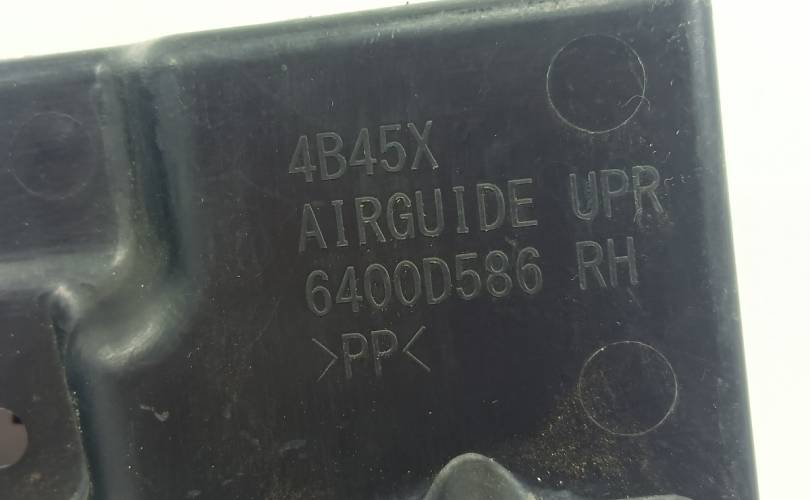 4B45X
AIRGUIDE UPR
6400D586 RH
>PP<